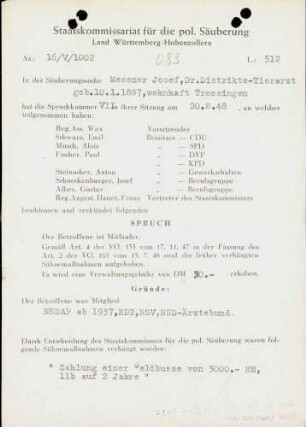 Staatskommissariat für die pol. Säuberung
Land Württemberg-Hohenzollern
Az.: 16/V/1002 083 L.: 512
In der Säuberungssache Messner Josef, Dr. Distrikts-Tierarzt
geb.10.1.1887, wohnhaft Trossingen
hat die Spruchkammer VII. in ihrer Sitzung am 20.8.48, an welcher
teilgenommen haben:
Reg.Ass. Wax Vorsitzender
Schwarz, Emil Beisitzer — CDU
Musch, Alois „ — SPD
Fischer, Paul „ — DVP
„ — KPD
Steinacher, Anton „ — Gewerkschaften
Schneckenburger, Josef „ — Berufsgruppe
Alber, Gustav „ — Berufsgruppe
Reg.Angest. Hauer, Franz Vertreter des Staatskommissars
beschlossen und verkündet folgenden
SPRUCH
Der Betroffene ist Mitläufer.
Gemäß Art. 4 der VO. 133 vom 17. 11. 47 in der Fassung des
Art. 2 der VO. 165 vom 15. 7. 48 sind die früher verhängten
Sühnemaßnahmen aufgehoben.
Es wird eine Verwaltungsgebühr von DM 30.- erhoben.
Gründe:
Der Betroffene war Mitglied
NSDAP ab 1937, RDB, NSV, NSD-Ärztebund.
Durch Entscheidung des Staatskommissars für die pol. Säuberung waren folgende
Sühnemaßnahmen verhängt worden:
" Zahlung einer Geldbusse von 3000.- RM,
11b auf 2 Jahre "